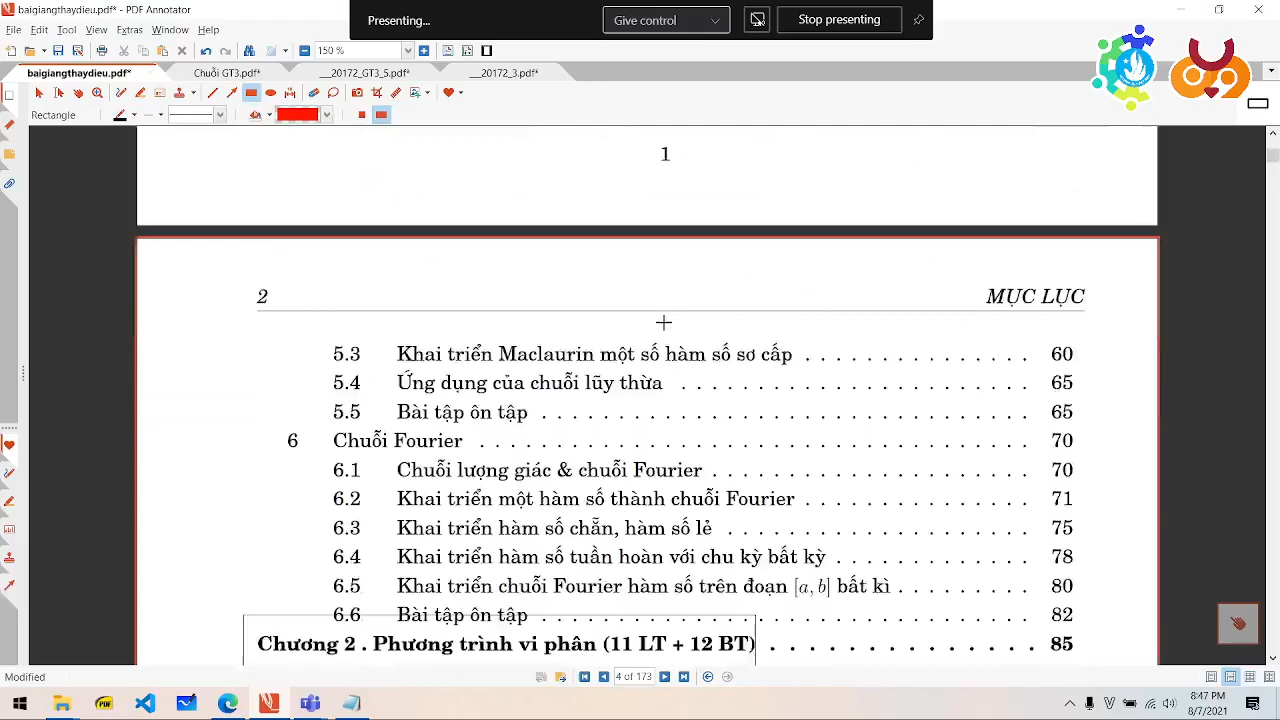 baigiangthaydieu.pdf* - PDF Annotator
Presenting...
Give control
Stop presenting
File Edit Tools View Extras Window Help
150 %
baigiangthaydieu.pdf*
Chuỗi GT3.pdf*
__20172_GT3_5.pdf*
__20172_3.pdf*
Rectangle
1
2 MỤC LỤC
5.3 Khai triển Maclaurin một số hàm số sơ cấp . . . . . . . . . . . . . . . 60
5.4 Ứng dụng của chuỗi lũy thừa . . . . . . . . . . . . . . . . . . . . . . . 65
5.5 Bài tập ôn tập . . . . . . . . . . . . . . . . . . . . . . . . . . . . . . . . 65
6 Chuỗi Fourier . . . . . . . . . . . . . . . . . . . . . . . . . . . . . . . . . . . . 70
6.1 Chuỗi lượng giác & chuỗi Fourier . . . . . . . . . . . . . . . . . . . . . 70
6.2 Khai triển một hàm số thành chuỗi Fourier . . . . . . . . . . . . . . . 71
6.3 Khai triển hàm số chẵn, hàm số lẻ . . . . . . . . . . . . . . . . . . . . 75
6.4 Khai triển hàm số tuần hoàn với chu kỳ bất kỳ . . . . . . . . . . . . . 78
6.5 Khai triển chuỗi Fourier hàm số trên đoạn [a, b] bất kì . . . . . . . . . 80
6.6 Bài tập ôn tập . . . . . . . . . . . . . . . . . . . . . . . . . . . . . . . . 82
Chương 2 . Phương trình vi phân (11 LT + 12 BT) . . . . . . . . . . . . . . 85
Modified
4 of 173
8:47 PM
8/7/2021